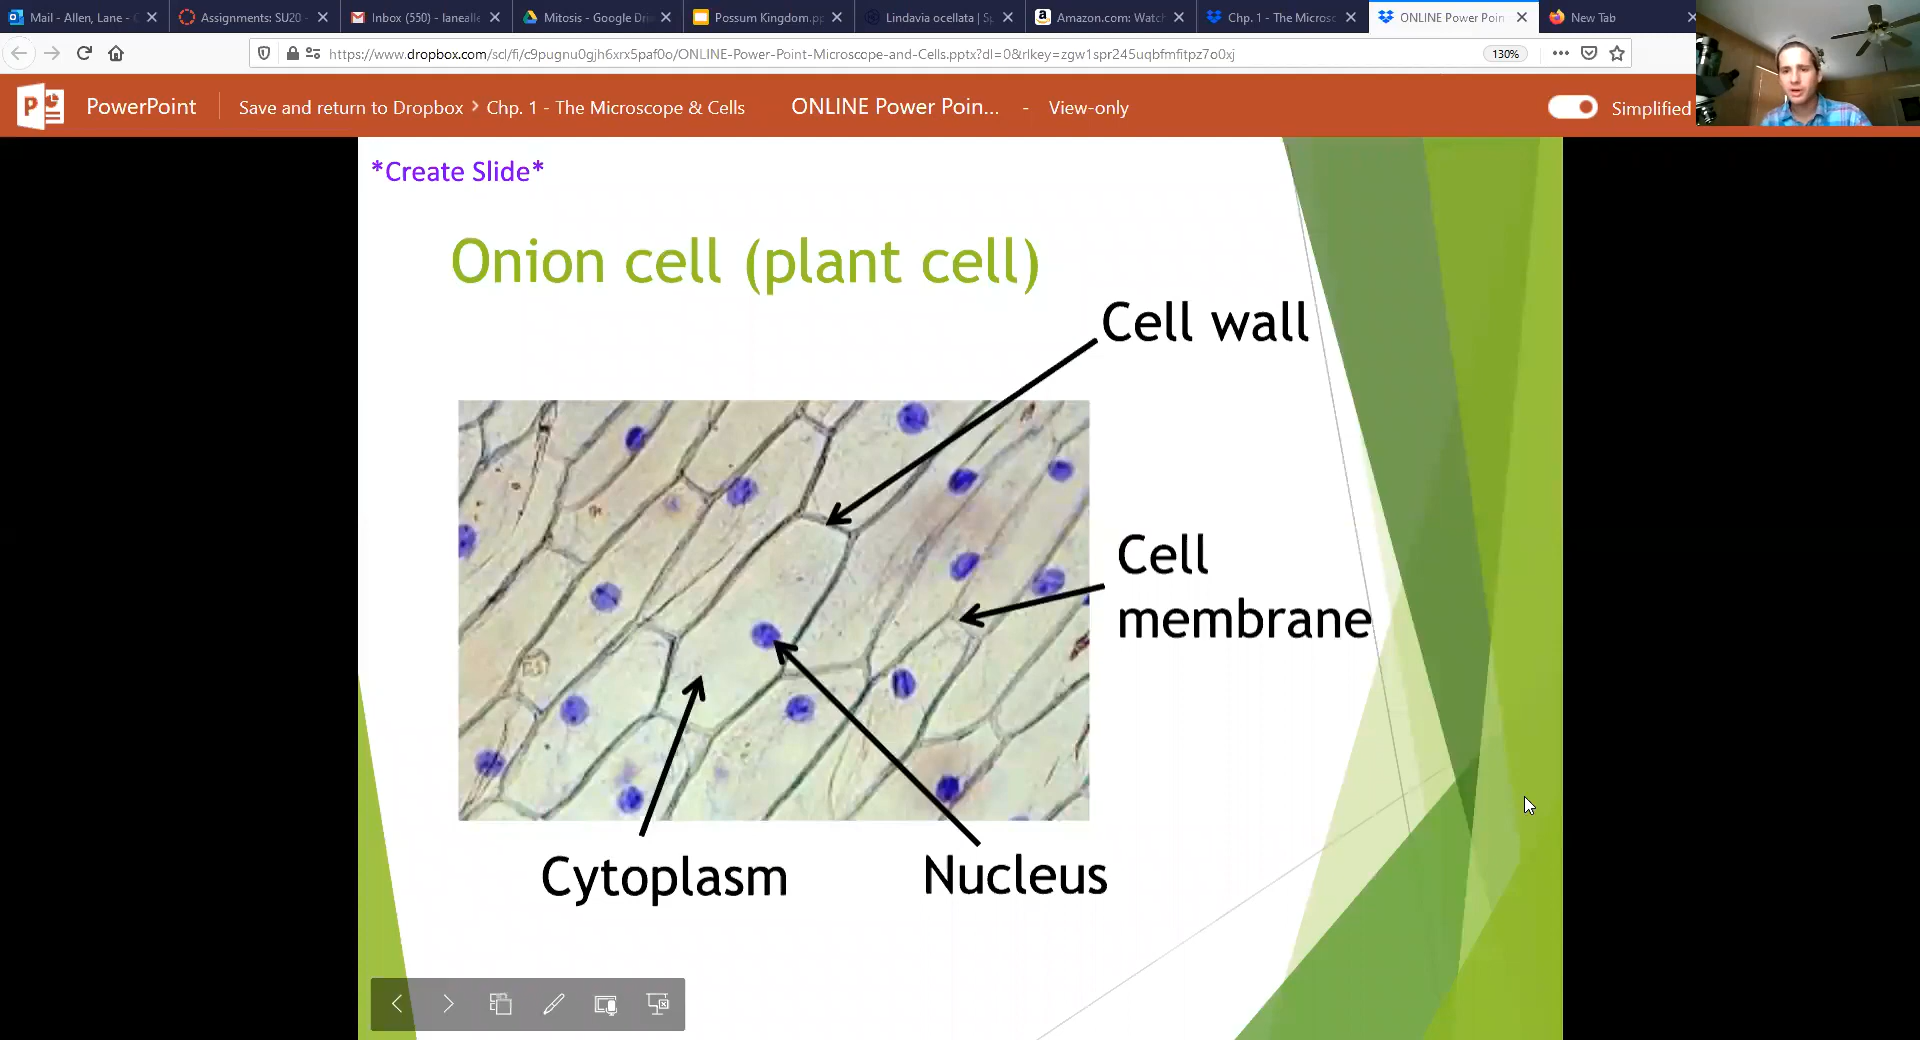 Mail - Allen, Lane -
Assignments: SU20 -
Inbox (550) - lanealle
Mitosis - Google Dri
Possum Kingdom.pp
Lindavia ocellata | Sp
Amazon.com: Watch
Chp. 1 - The Microsc
ONLINE Power Poin
New Tab
https://www.dropbox.com/scl/fi/c9pugnu0gjh6xrx5paf0o/ONLINE-Power-Point-Microscope-and-Cells.pptx?dl=0&rlkey=zgw1spr245uqbfmfitpz7o0xj
130%
PowerPoint
Save and return to Dropbox > Chp. 1 - The Microscope & Cells
ONLINE Power Poin... - View-only
Simplified
*Create Slide*
Onion cell (plant cell)
Cell wall
Cell
membrane
Cytoplasm
Nucleus